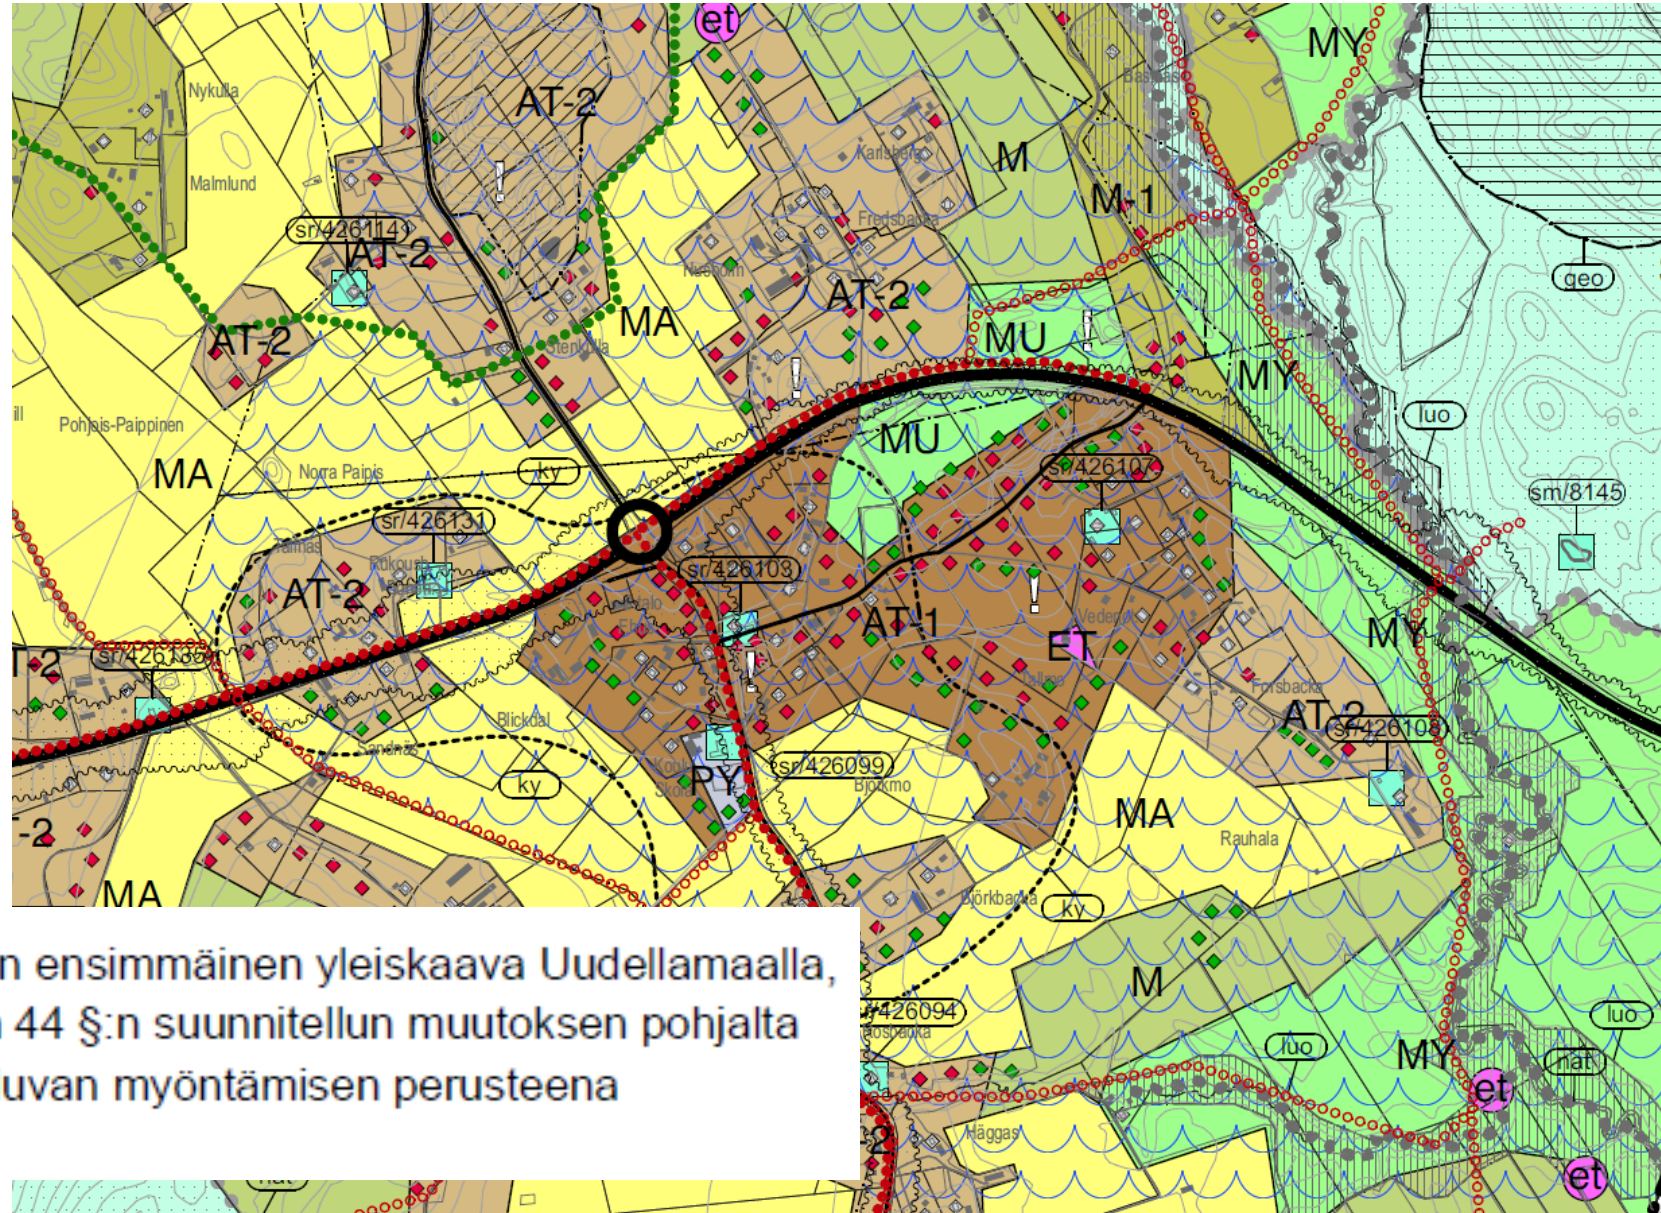 et
MY
Nykulla
AT-2
Karlsberg
M
Malmlund
M-1
Fredsbacka
sr/426114
AT-2
geo
AT-2
MA
MU
AT-2
Stenkulla
MY
luo
Pohjois-Paippinen
MU
MA
Norra Paipis
ky
sr/426107
sm/8145
sr/426131
sr/426103
AT-2
AT-1
ET
MY
Forsbacka
sr/426135
Blickdal
AT-2
sr/426108
Sandnäs
sr/426099
PY
Skola
ky
Björkmo
MA
Rauhala
MA
Björkbacka
ky
n ensimmäinen yleiskaava Uudellamaalla,
44 §:n suunnitellun muutoksen pohjalta
luvan myöntämisen perusteena
M
/426094
luo
luo
MY
nat
et
Häggas
2
et